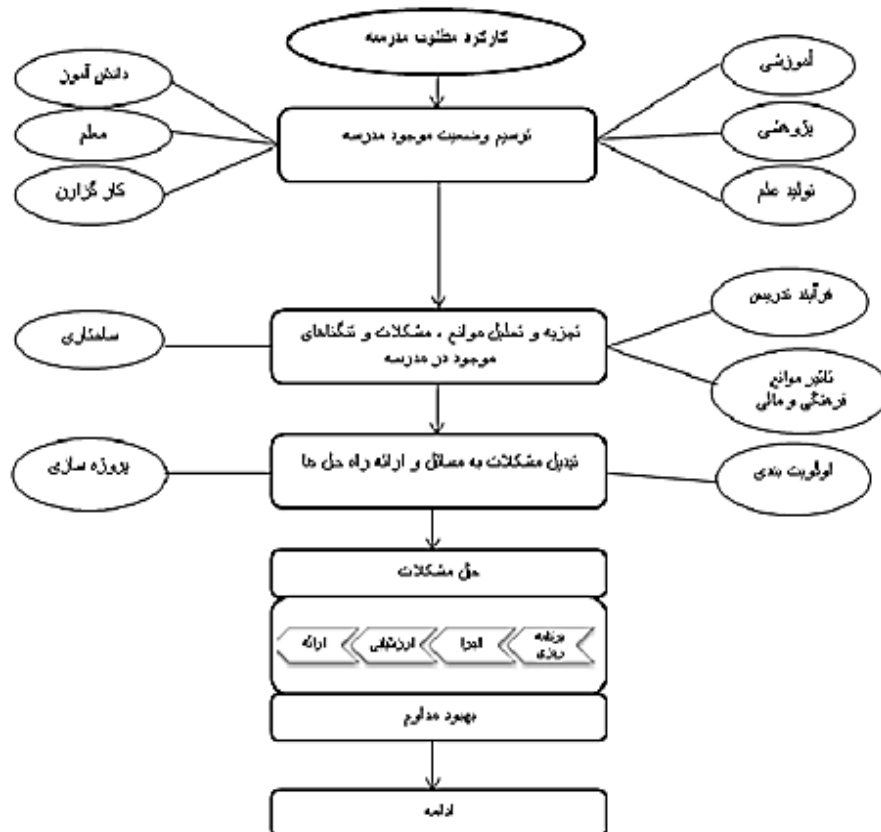 کارکرد مطلوب مدرسه
آموزشی
دانش آموز
ترسیم وضعیت موجود مدرسه
پژوهشی
معلم
تولید علم
کار گزارن
فرآیند تدریس
تجزیه و تحلیل موانع ، مشکلات و تنگناهای
موجود در مدرسه
ساختاری
تاثیر موانع
فرهنگی و مالی
تبدیل مشکلات به مسائل و ارائه راه حل ها
اولویت بندی
پروژه سازی
حل مشکلات
برنامه
ریزی
اجرا
ارزشیابی
ارائه
بهبود مداوم
ادامه